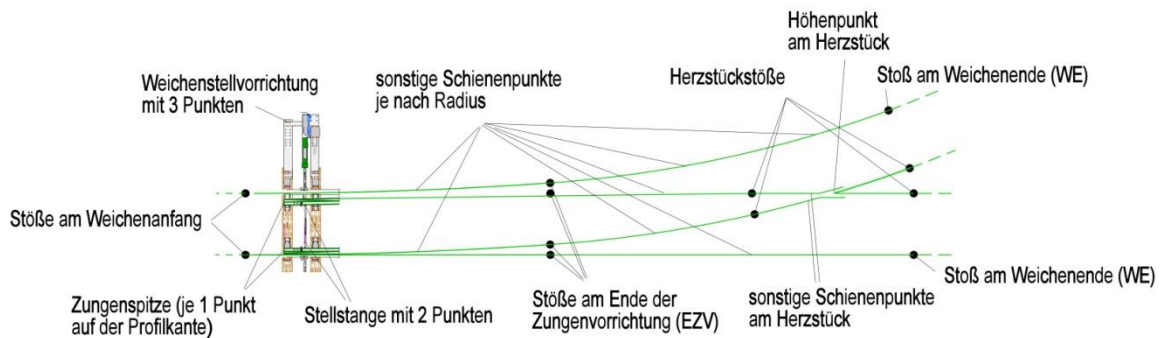 Höhenpunkt
am Herzstück
Weichenstellvorrichtung
mit 3 Punkten
sonstige Schienenpunkte
je nach Radius
Herzstückstöße
Stoß am Weichenende (WE)
Stöße am Weichenanfang
Zungenspitze (je 1 Punkt
auf der Profilkante)
Stellstange mit 2 Punkten
Stöße am Ende der
Zungenvorrichtung (EZV)
sonstige Schienenpunkte
am Herzstück
Stoß am Weichenende (WE)